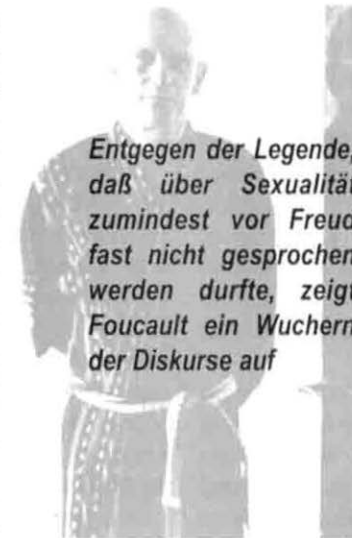 Entgegen der Legende,
daß über Sexualität
zumindest vor Freud
fast nicht gesprochen
werden durfte, zeigt
Foucault ein Wuchern
der Diskurse auf